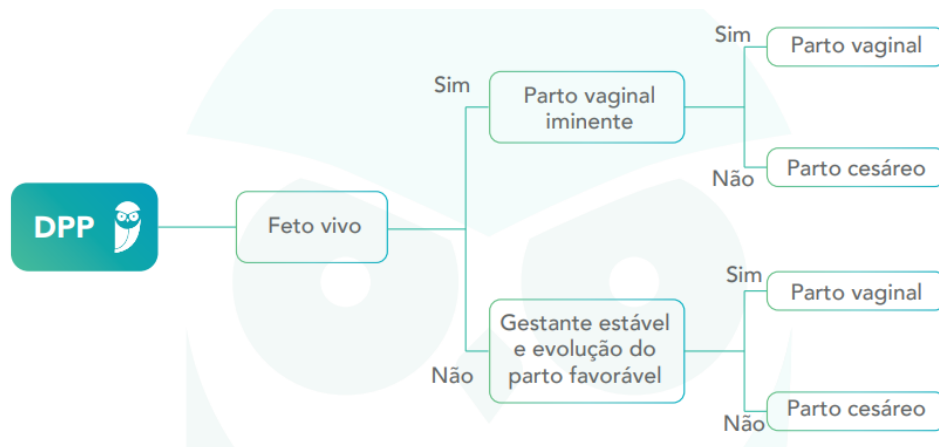 DPP
Feto vivo
Sim
Parto vaginal
iminente
Sim
Parto vaginal
Não
Parto cesáreo
Não
Gestante estável
e evolução do
parto favorável
Sim
Parto vaginal
Não
Parto cesáreo